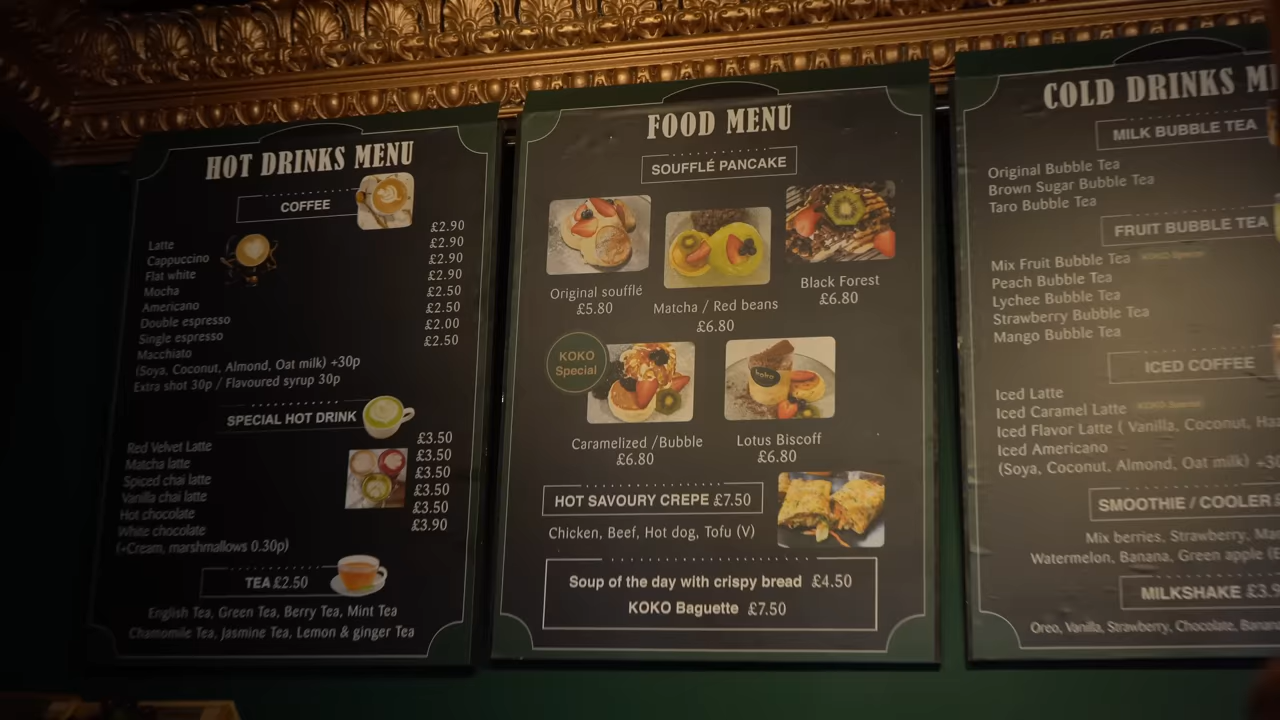 HOT DRINKS MENU
COFFEE
Latte £2.90
Cappuccino £2.90
Flat white £2.90
Mocha £2.90
Americano £2.50
Double espresso £2.50
Single espresso £2.00
Macchiato £2.50
(Soya, Coconut, Almond, Oat milk) +30p
Extra shot 30p / Flavoured syrup 30p
SPECIAL HOT DRINK
Red Velvet Latte £3.50
Matcha latte £3.50
Spiced chai latte £3.50
Vanilla chai latte £3.50
Hot chocolate £3.50
White chocolate £3.90
(+Cream, marshmallows 0.30p)
TEA £2.50
English Tea, Green Tea, Berry Tea, Mint Tea
Chamomile Tea, Jasmine Tea, Lemon & ginger Tea
FOOD MENU
SOUFFLÉ PANCAKE
Original soufflé
£5.80
Matcha / Red beans
£6.80
Black Forest
£6.80
KOKO
Special
koko
Caramelized /Bubble
£6.80
Lotus Biscoff
£6.80
HOT SAVOURY CREPE £7.50
Chicken, Beef, Hot dog, Tofu (V)
Soup of the day with crispy bread £4.50
KOKO Baguette £7.50
COLD DRINKS M
MILK BUBBLE TEA
Original Bubble Tea
Brown Sugar Bubble Tea
Taro Bubble Tea
FRUIT BUBBLE TEA
Mix Fruit Bubble Tea KOKO Special
Peach Bubble Tea
Lychee Bubble Tea
Strawberry Bubble Tea
Mango Bubble Tea
ICED COFFEE
Iced Latte
Iced Caramel Latte KOKO Special
Iced Flavor Latte ( Vanilla, Coconut, Ha
Iced Americano
(Soya, Coconut, Almond, Oat milk) +3
SMOOTHIE / COOLER
Mix berries, Strawberry, Ma
Watermelon, Banana, Green apple (
MILKSHAKE £3.
Oreo, Vanilla, Strawberry, Chocolate, Banan